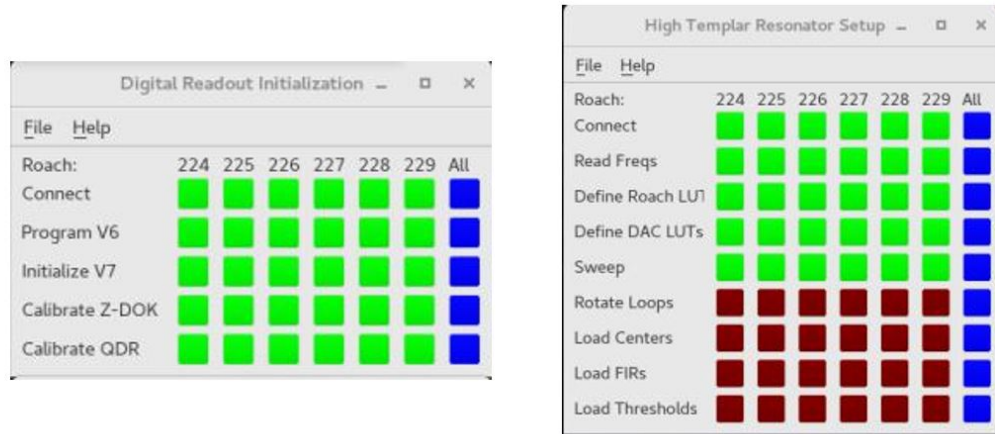 Digital Readout Initialization
File Help
Roach: 224 225 226 227 228 229 All
Connect
Program V6
Initialize V7
Calibrate Z-DOK
Calibrate QDR
High Templar Resonator Setup
File Help
Roach: 224 225 226 227 228 229 All
Connect
Read Freqs
Define Roach LUT
Define DAC LUTs
Sweep
Rotate Loops
Load Centers
Load FIRs
Load Thresholds